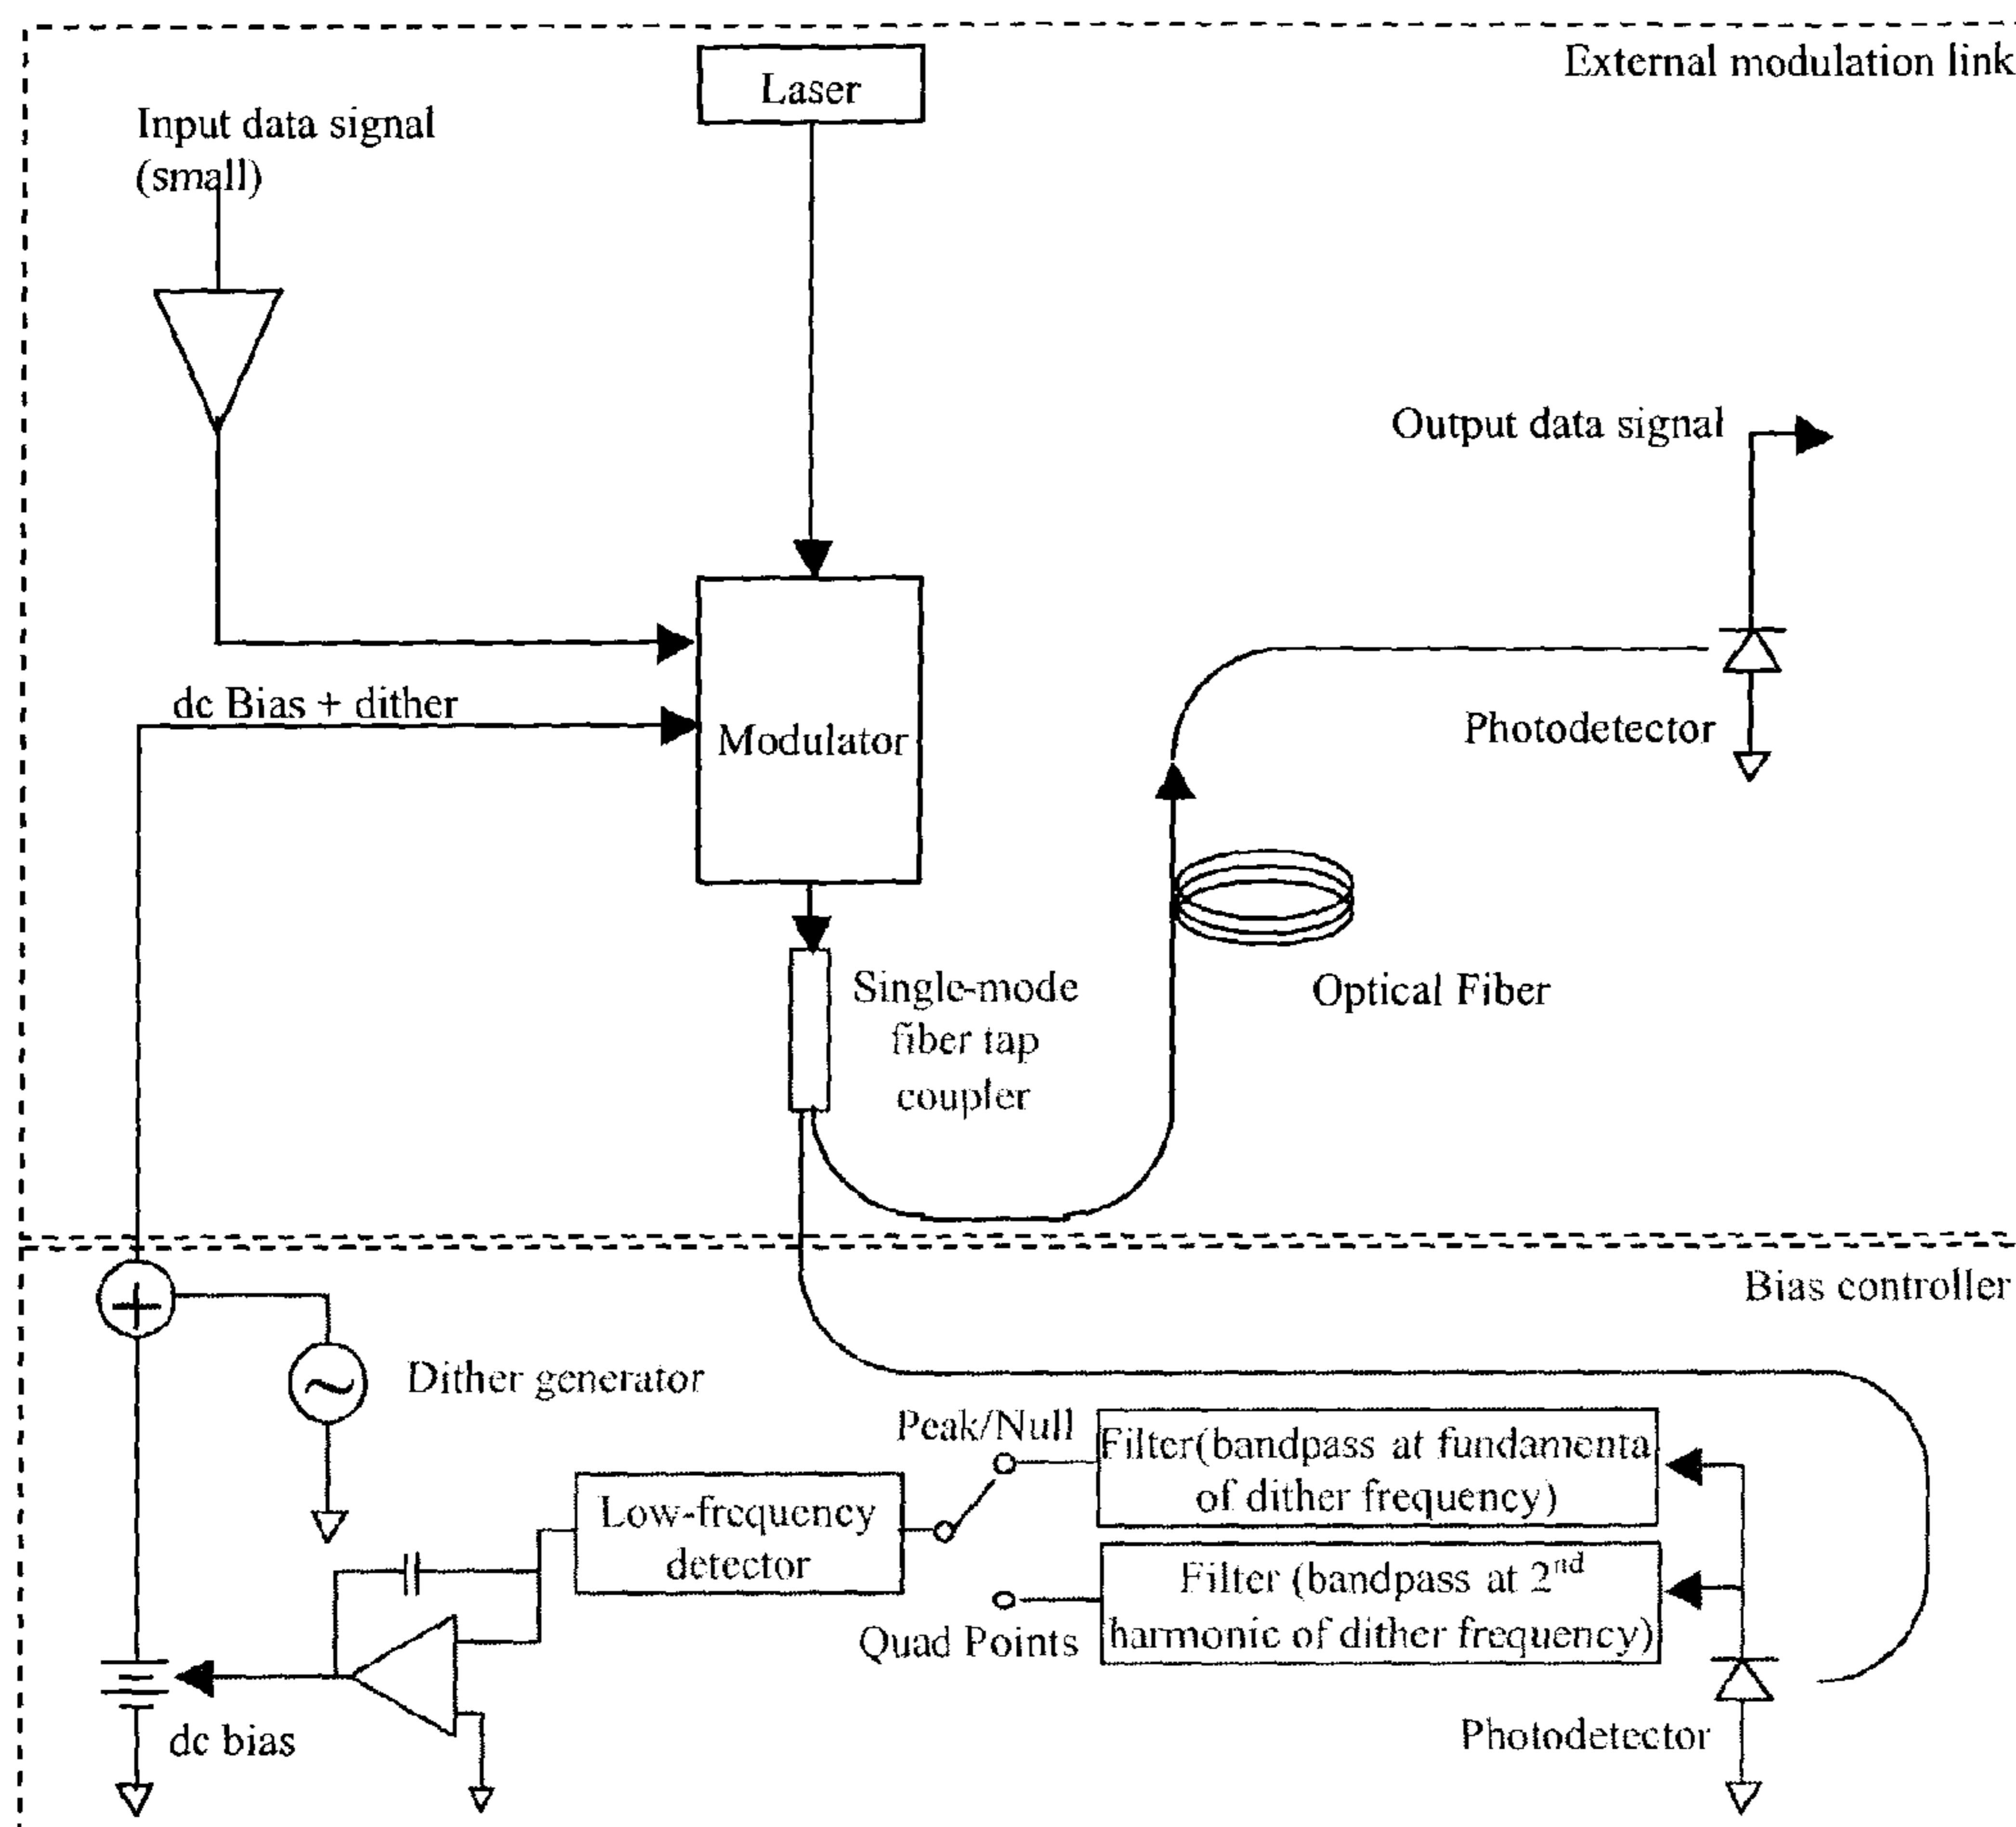 External modulation link
Laser
Input data signal
(small)
Output data signal
dc Bias + dither
Modulator
Photodetector
Single-mode
fiber tap
coupler
Optical Fiber
Bias controller
Dither generator
Peak/Null
Filter(bandpass at fundamenta
of dither frequency)
Low-frequency
detector
Filter (bandpass at 2nd
harmonic of dither frequency)
Quad Points
dc bias
Photodetector